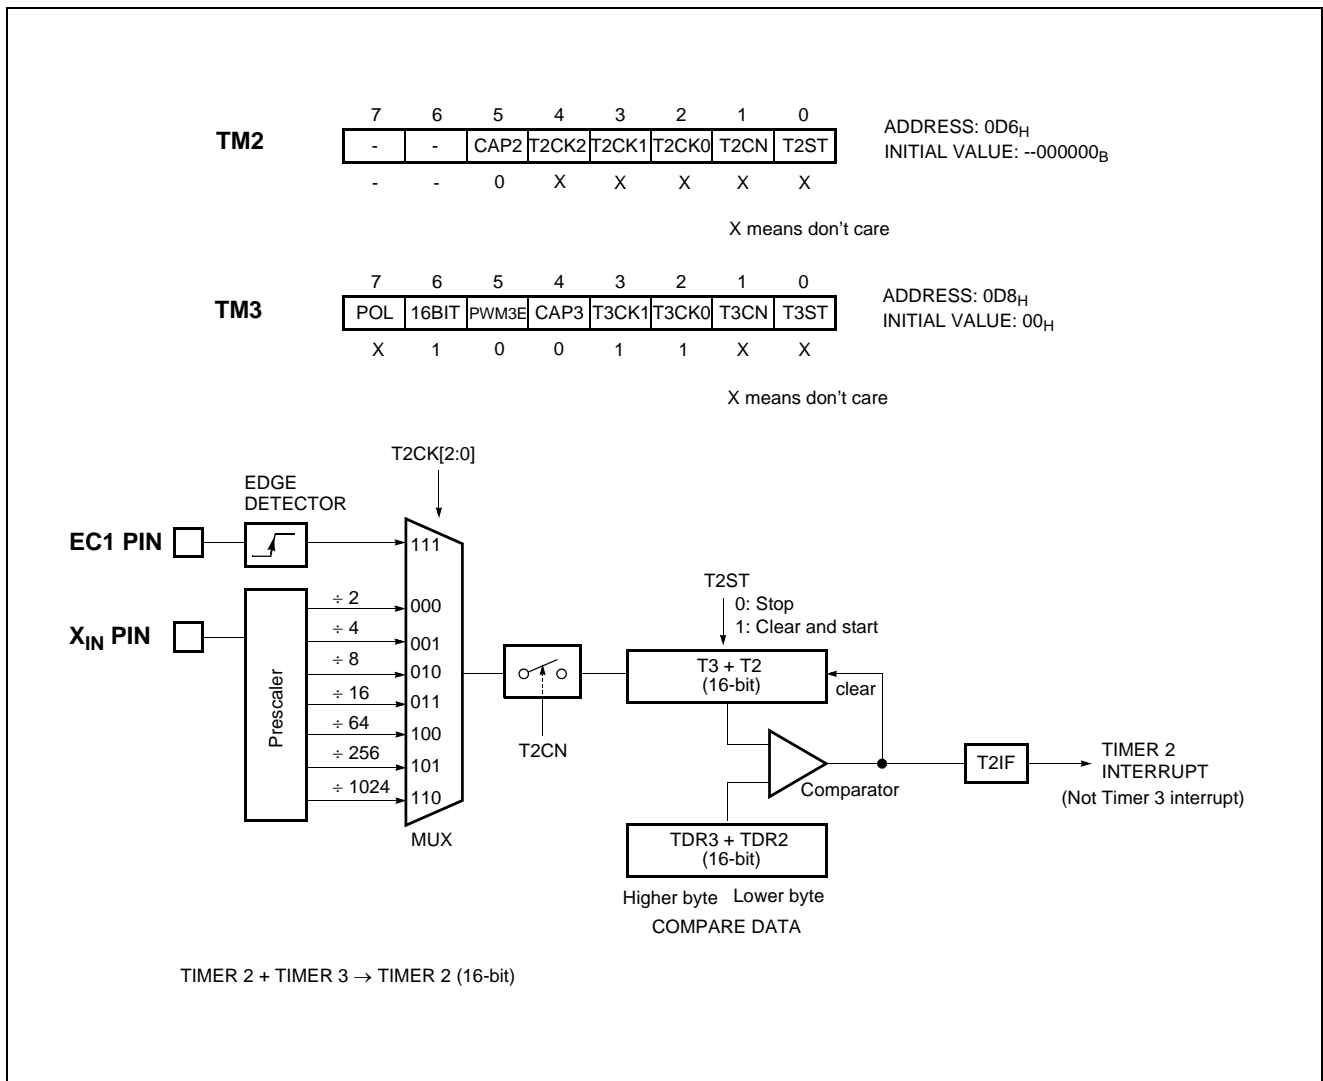 7 6 5 4 3 2 1 0
TM2 - - CAP2 T2CK2 T2CK1 T2CK0 T2CN T2ST
- - 0 X X X X X
ADDRESS: 0D6H
INITIAL VALUE: --000000B
X means don't care
7 6 5 4 3 2 1 0
TM3 POL 16BIT PWM3E CAP3 T3CK1 T3CK0 T3CN T3ST
X 1 0 0 1 1 X X
ADDRESS: 0D8H
INITIAL VALUE: 00H
X means don't care
T2CK[2:0]
EDGE
DETECTOR
EC1 PIN
111
XIN PIN
Prescaler
÷ 2 000
÷ 4 001
÷ 8 010
÷ 16 011
÷ 64 100
÷ 256 101
÷ 1024 110
MUX
T2CN
T2ST
0: Stop
1: Clear and start
T3 + T2
(16-bit)
clear
Comparator
T2IF
TIMER 2
INTERRUPT
(Not Timer 3 interrupt)
TDR3 + TDR2
(16-bit)
Higher byte Lower byte
COMPARE DATA
TIMER 2 + TIMER 3 → TIMER 2 (16-bit)